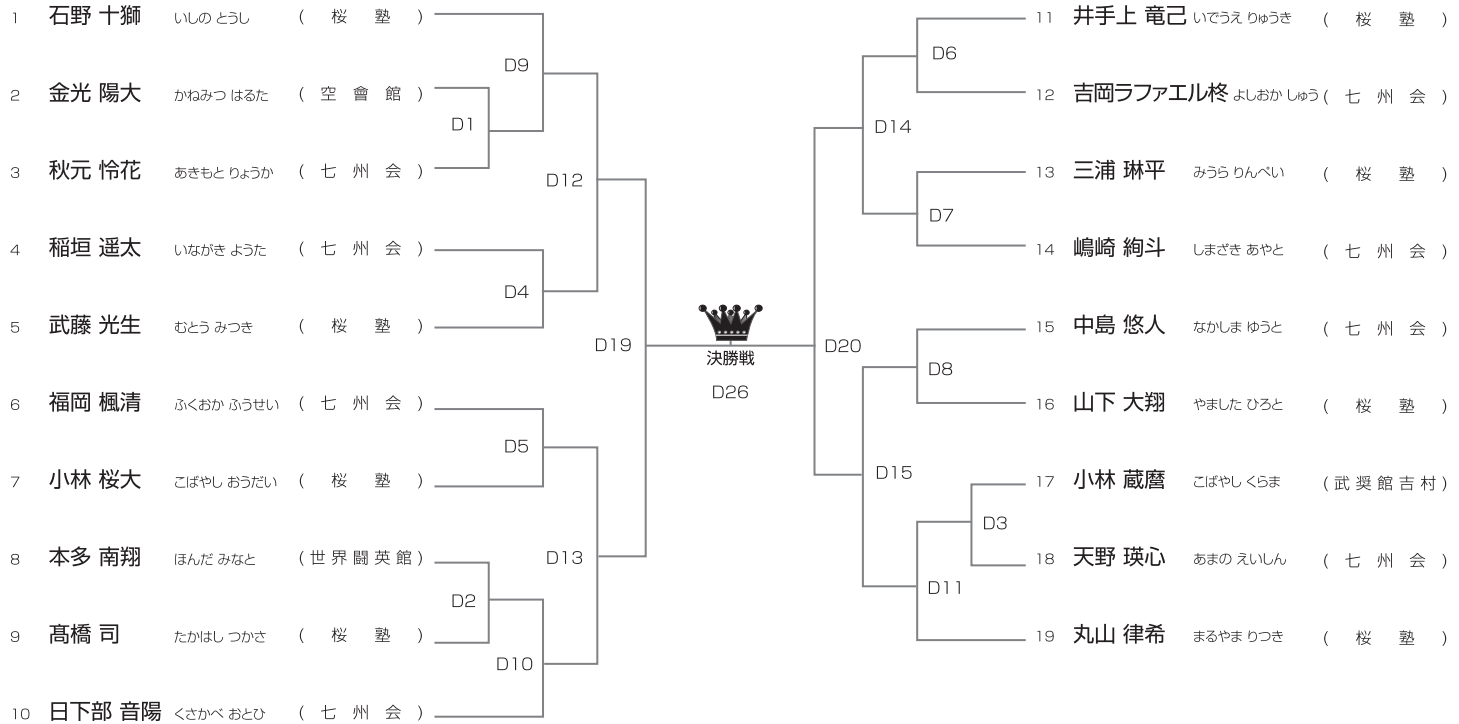 1 石野 十獅 いしの とうし ( 桜 塾 )
D9
2 金光 陽大 かねみつ はるた ( 空 會 館 )
D1
3 秋元 怜花 あきもと りょうか ( 七 州 会 )
D12
4 稲垣 遥太 いながき ようた ( 七 州 会 )
D4
5 武藤 光生 むとう みつき ( 桜 塾 )
D19
6 福岡 楓清 ふくおか ふうせい ( 七 州 会 )
D5
7 小林 桜大 こばやし おうだい ( 桜 塾 )
D13
8 本多 南翔 ほんだ みなと ( 世 界 闘 英 館 )
D2
9 髙橋 司 たかはし つかさ ( 桜 塾 )
D10
10 日下部 音陽 くさかべ おとひ ( 七 州 会 )
決勝戦
D26
11 井手上 竜己 いでうえ りゅうき ( 桜 塾 )
D6
12 吉岡ラファエル柊 よしおか しゅう ( 七 州 会 )
D14
13 三浦 琳平 みうら りんぺい ( 桜 塾 )
D7
14 嶋崎 絢斗 しまざき あやと ( 七 州 会 )
D20
15 中島 悠人 なかしま ゆうと ( 七 州 会 )
D8
16 山下 大翔 やました ひろと ( 桜 塾 )
D15
17 小林 蔵麿 こばやし くらま ( 武 奨 館 吉 村 )
D3
18 天野 瑛心 あまの えいしん ( 七 州 会 )
D11
19 丸山 律希 まるやま りつき ( 桜 塾 )